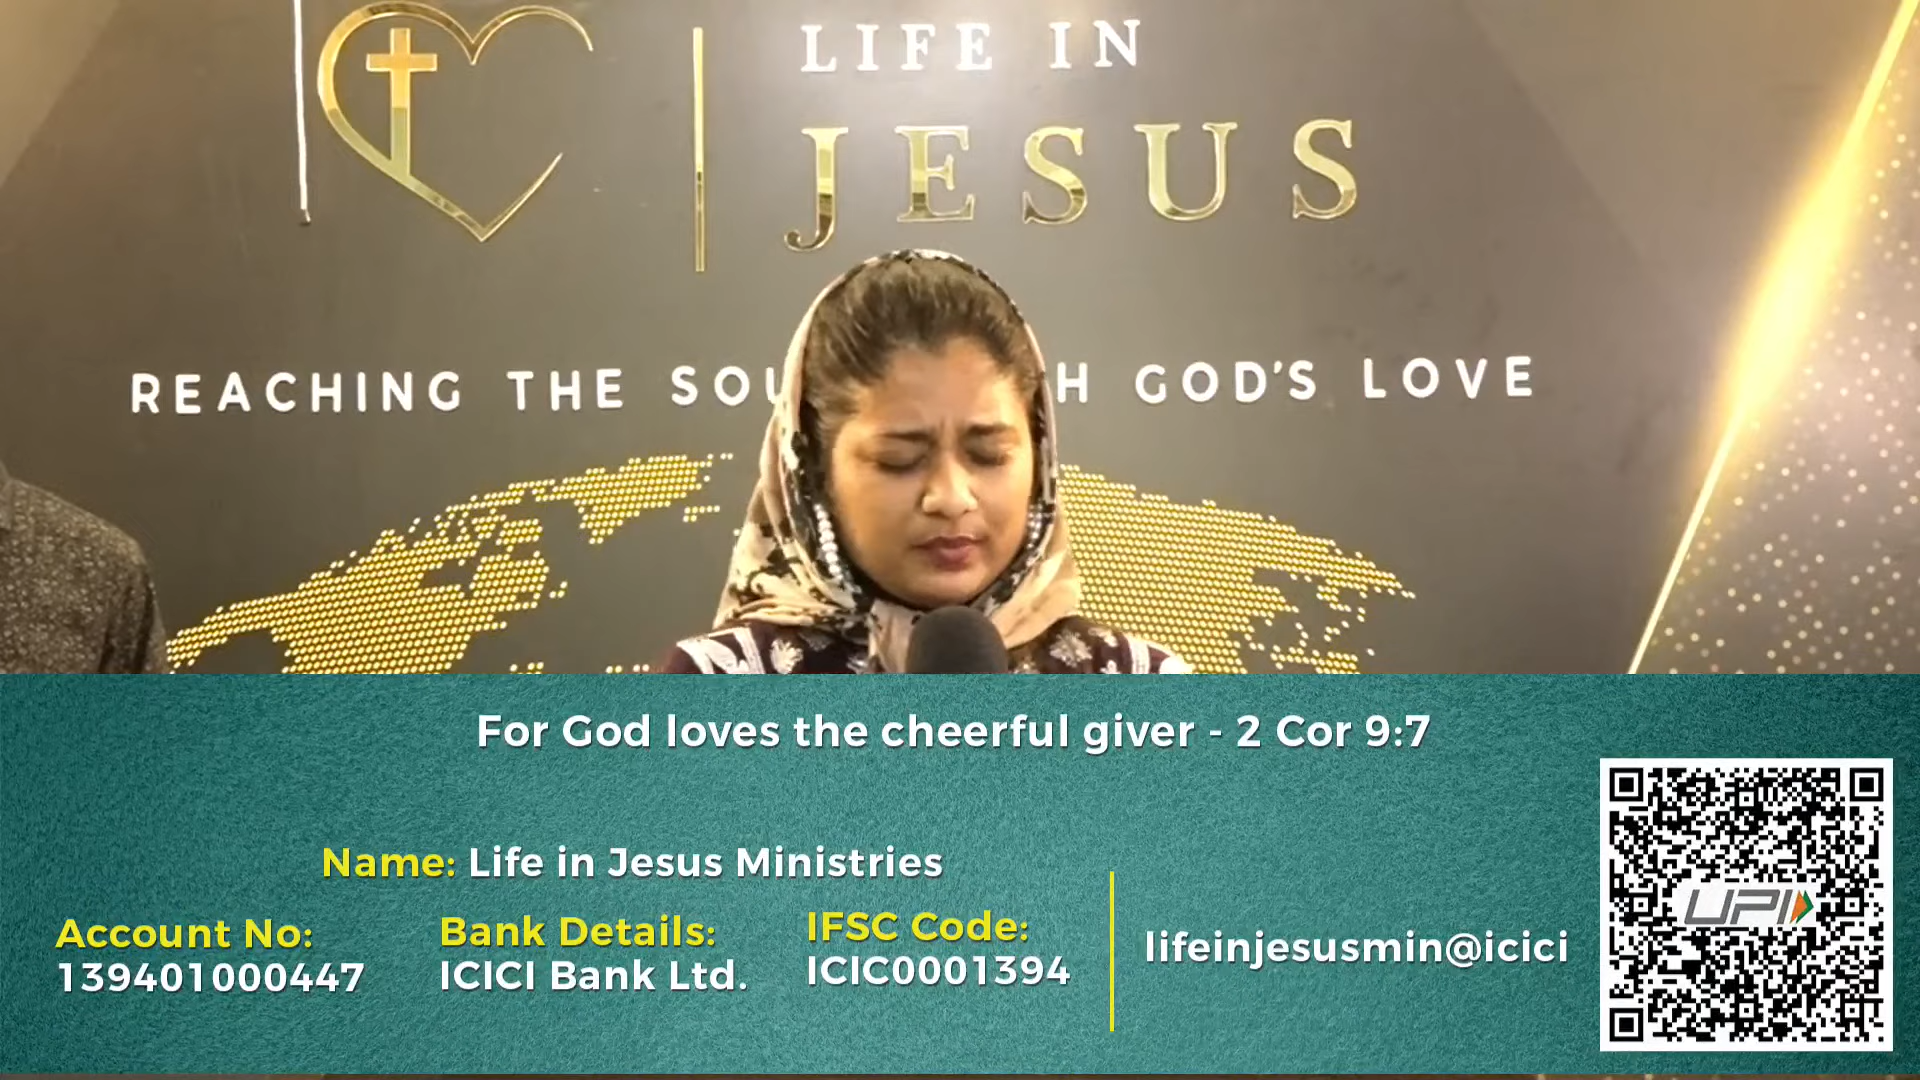 LIFE IN
JESUS
REACHING THE GOD'S LOVE
For God loves the cheerful giver - 2 Cor 9:7
Name: Life in Jesus Ministries
Account No:
139401000447
Bank Details:
ICICI Bank Ltd.
IFSC Code:
ICIC0001394
lifeinjesusmin@icici
UPI